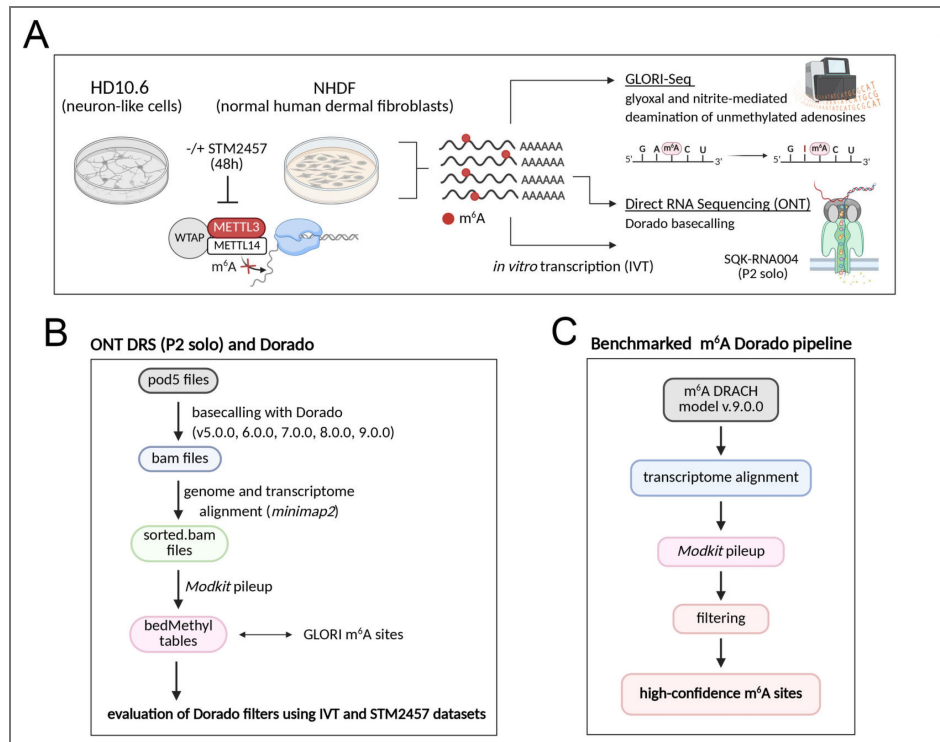 A
HD10.6
(neuron-like cells)
NHDF
(normal human dermal fibroblasts)
-/+ STM2457
(48h)
WTAP
METTL3
METTL14
m⁶A
AAAAAA
AAAAAA
AAAAAA
AAAAAA
m⁶A
GLORI-Seq
glyoxal and nitrite-mediated
deamination of unmethylated adenosines
5' G A m⁶A C U 3'
5' G I m⁶A C U 3'
Direct RNA Sequencing (ONT)
Dorado basecalling
in vitro transcription (IVT)
SQK-RNA004
(P2 solo)
B
ONT DRS (P2 solo) and Dorado
pod5 files
basecalling with Dorado
(v5.0.0, 6.0.0, 7.0.0, 8.0.0, 9.0.0)
bam files
genome and transcriptome
alignment (minimap2)
sorted.bam
files
Modkit pileup
bedMethyl
tables
GLORI m⁶A sites
evaluation of Dorado filters using IVT and STM2457 datasets
C
Benchmarked m⁶A Dorado pipeline
m⁶A DRACH
model v.9.0.0
transcriptome alignment
Modkit pileup
filtering
high-confidence m⁶A sites